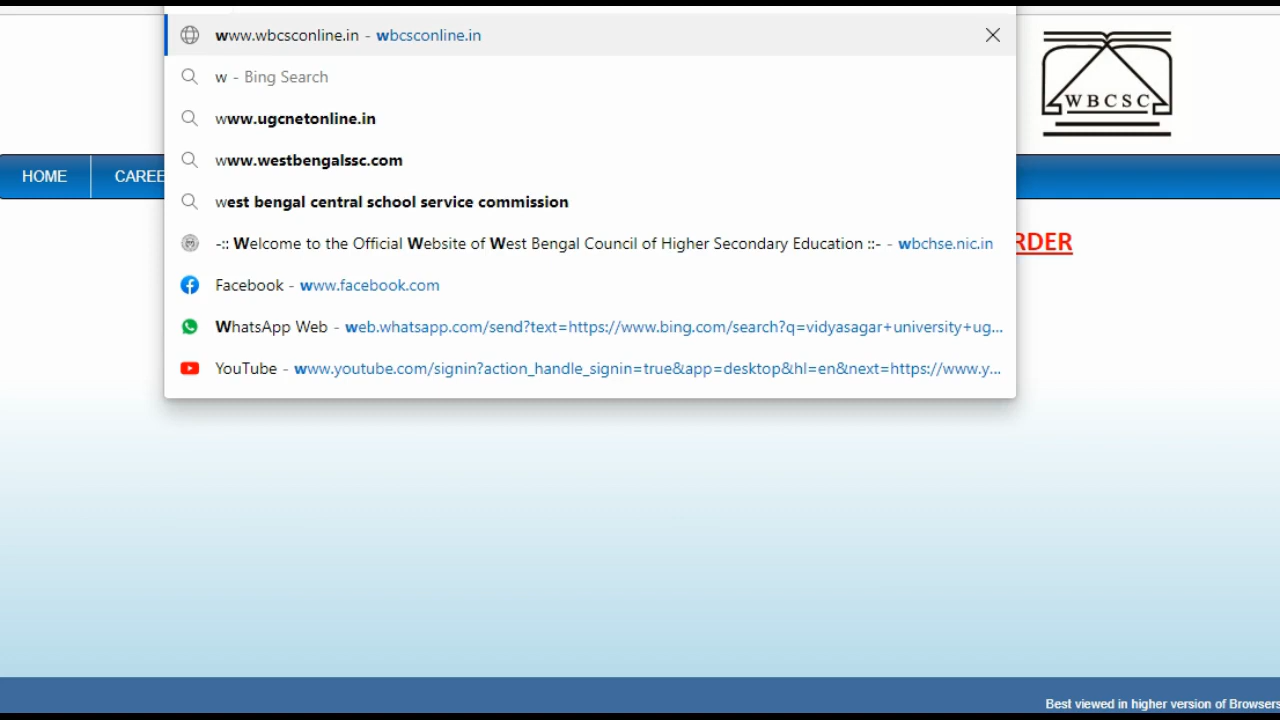 www.wbcsconline.in - wbcsconline.in
w - Bing Search
www.ugcnetonline.in
www.westbengalssc.com
west bengal central school service commission
-:: Welcome to the Official Website of West Bengal Council of Higher Secondary Education ::- - wbchse.nic.in
Facebook - www.facebook.com
WhatsApp Web - web.whatsapp.com/send?text=https://www.bing.com/search?q=vidyasagar+university+ug...
YouTube - www.youtube.com/signin?action_handle_signin=true&app=desktop&hl=en&next=https://www.y...
WBCSC
HOME CAREE
RDER
Best viewed in higher version of Browsers